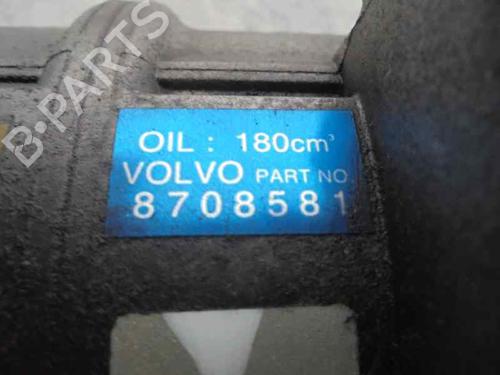 B-PARTS
OIL : 180cm³
VOLVO PART NO.
8708581